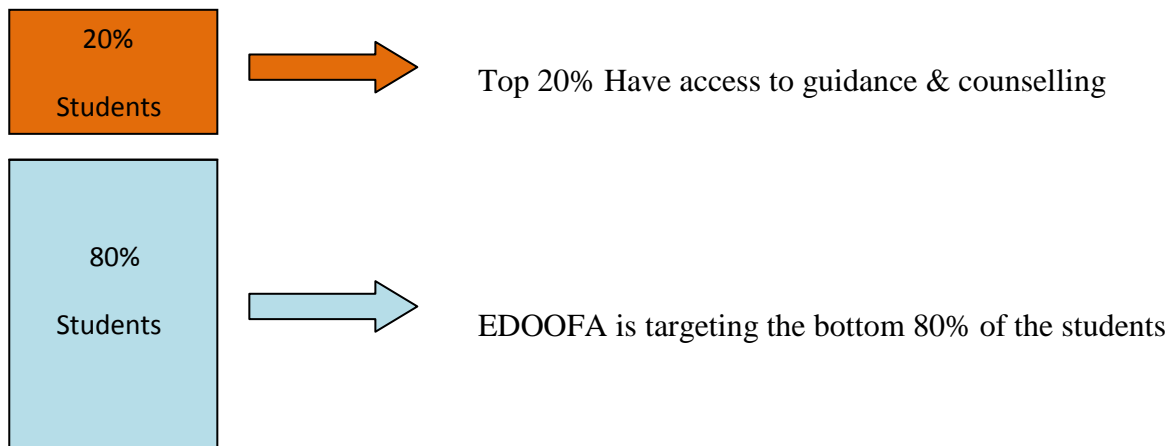 20%
Students
Top 20% Have access to guidance & counselling
80%
Students
EDOOFA is targeting the bottom 80% of the students